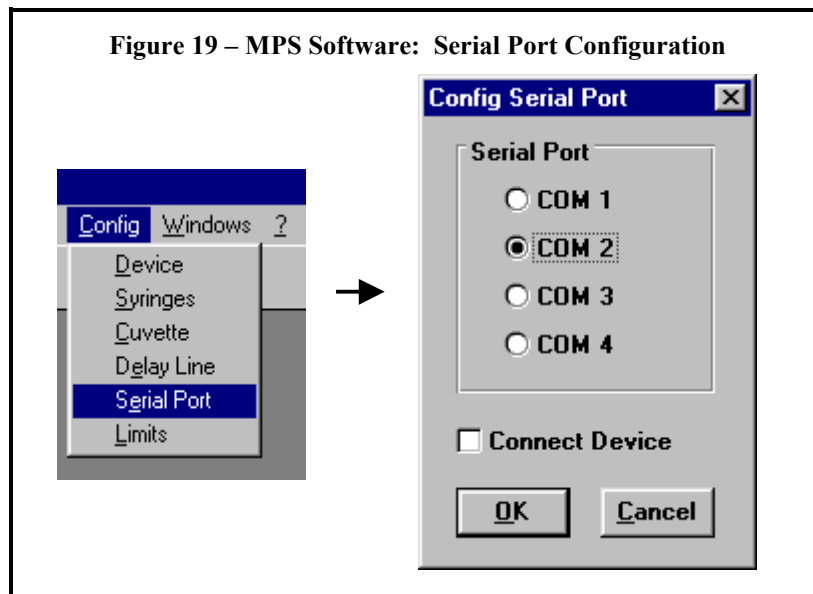 Figure 19 – MPS Software: Serial Port Configuration
Config Windows ?
Device
Syringes
Cuvette
Delay Line
Serial Port
Limits
Config Serial Port
Serial Port
COM 1
COM 2
COM 3
COM 4
Connect Device
OK Cancel